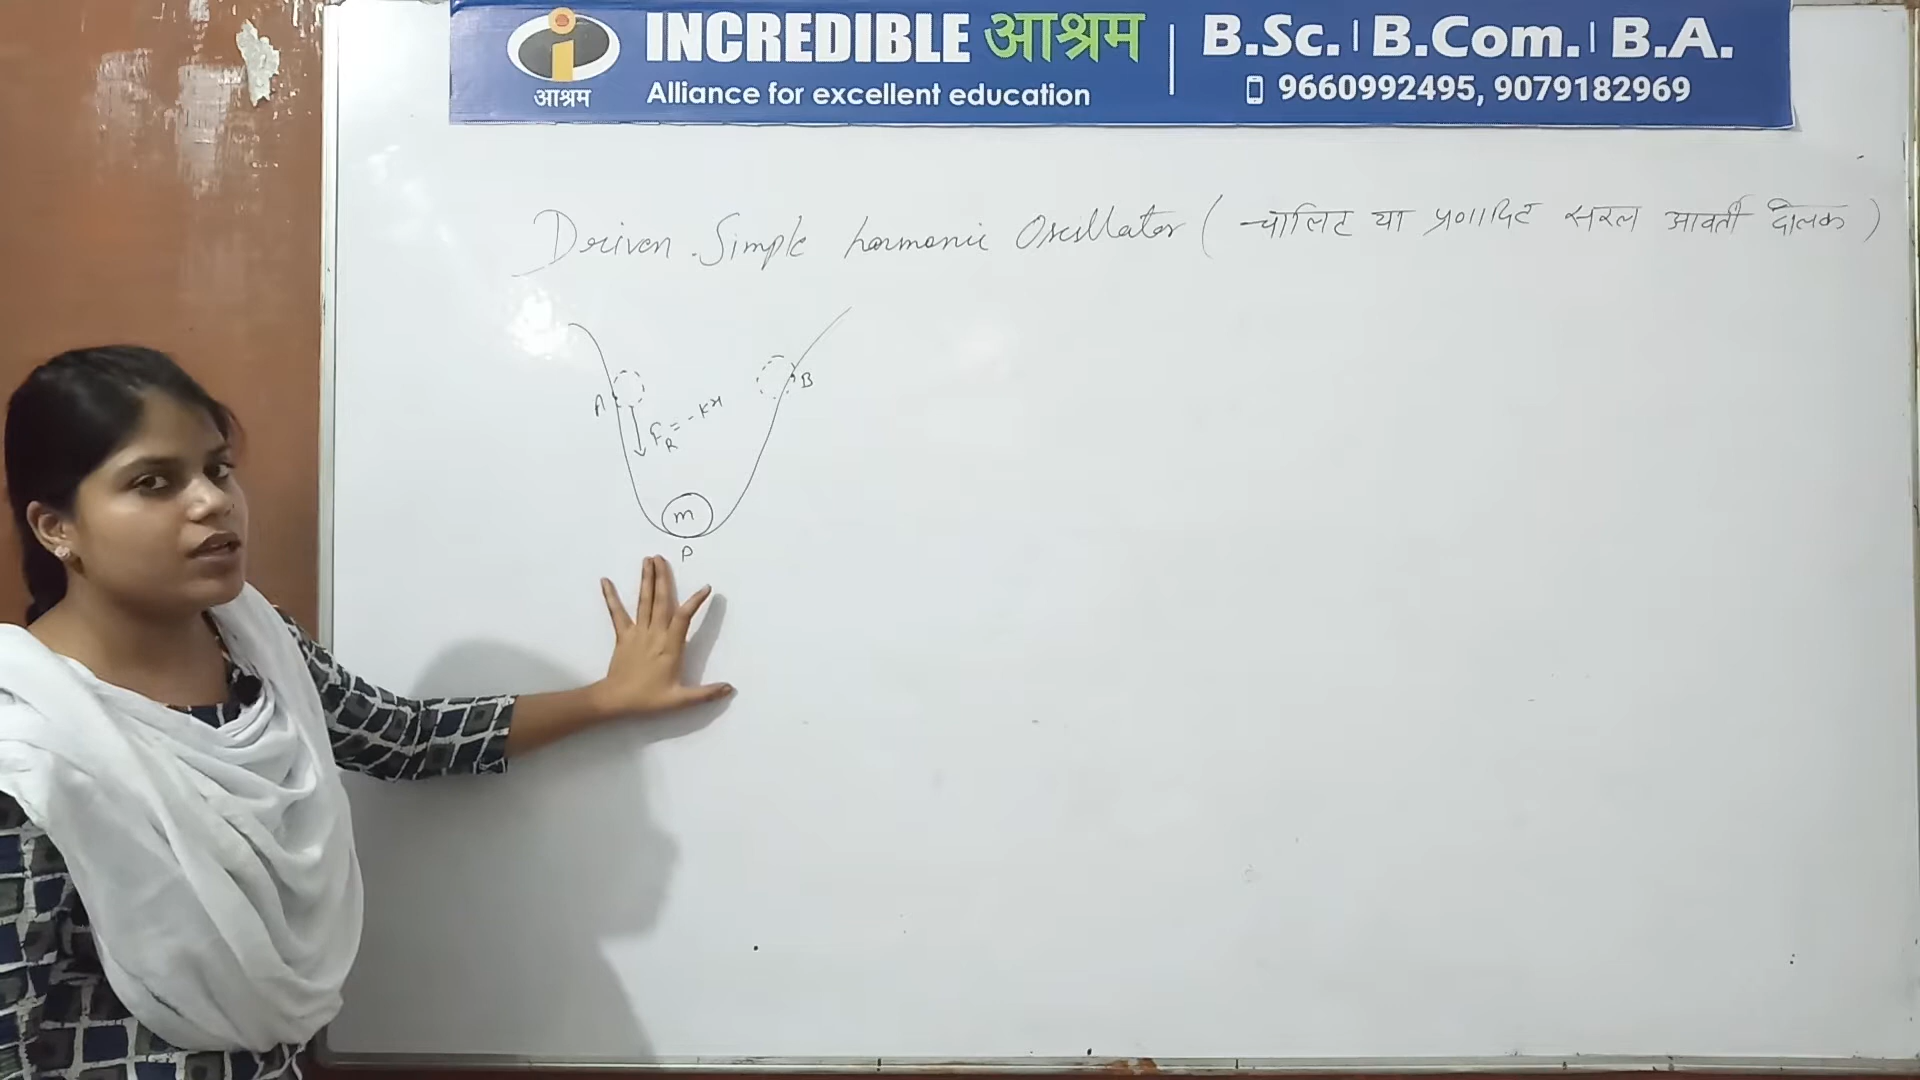 INCREDIBLE आश्रम
Alliance for excellent education
आश्रम
B.Sc. | B.Com. | B.A.
9660992495, 9079182969
Driven Simple harmonic Oscillator ( चालित या प्रणोदित सरल आवर्ती दोलक )
A
B
F_R = -kx
m
P